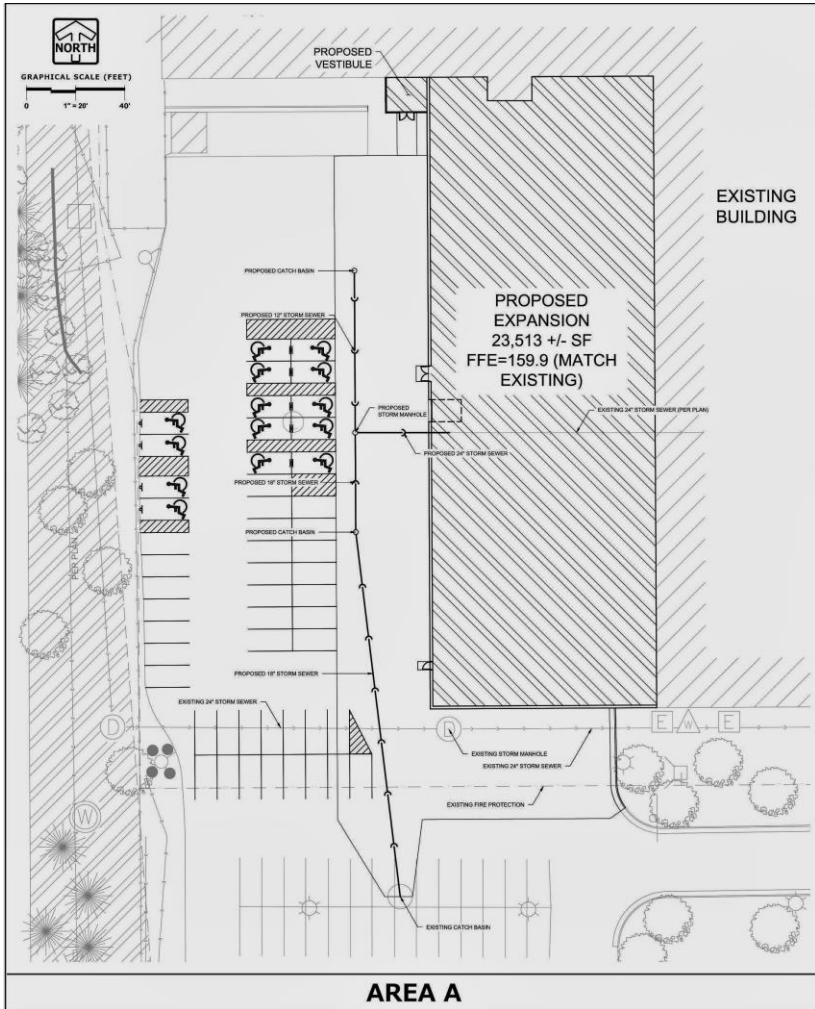 NORTH
GRAPHICAL SCALE (FEET)
0 1" = 20' 40'
PROPOSED
VESTIBULE
EXISTING
BUILDING
PROPOSED CATCH BASIN
PROPOSED 12" STORM SEWER
PROPOSED
EXPANSION
23,513 +/- SF
FFE=159.9 (MATCH
EXISTING)
PROPOSED
STORM MANHOLE
EXISTING 24" STORM SEWER (PER PLAN)
PROPOSED 24" STORM SEWER
PROPOSED 18" STORM SEWER
PROPOSED CATCH BASIN
PER PLAN
PROPOSED 18" STORM SEWER
EXISTING 24" STORM SEWER
D
D
E
W
E
EXISTING STORM MANHOLE
EXISTING 24" STORM SEWER
T
EXISTING FIRE PROTECTION
W
EXISTING CATCH BASIN
AREA A